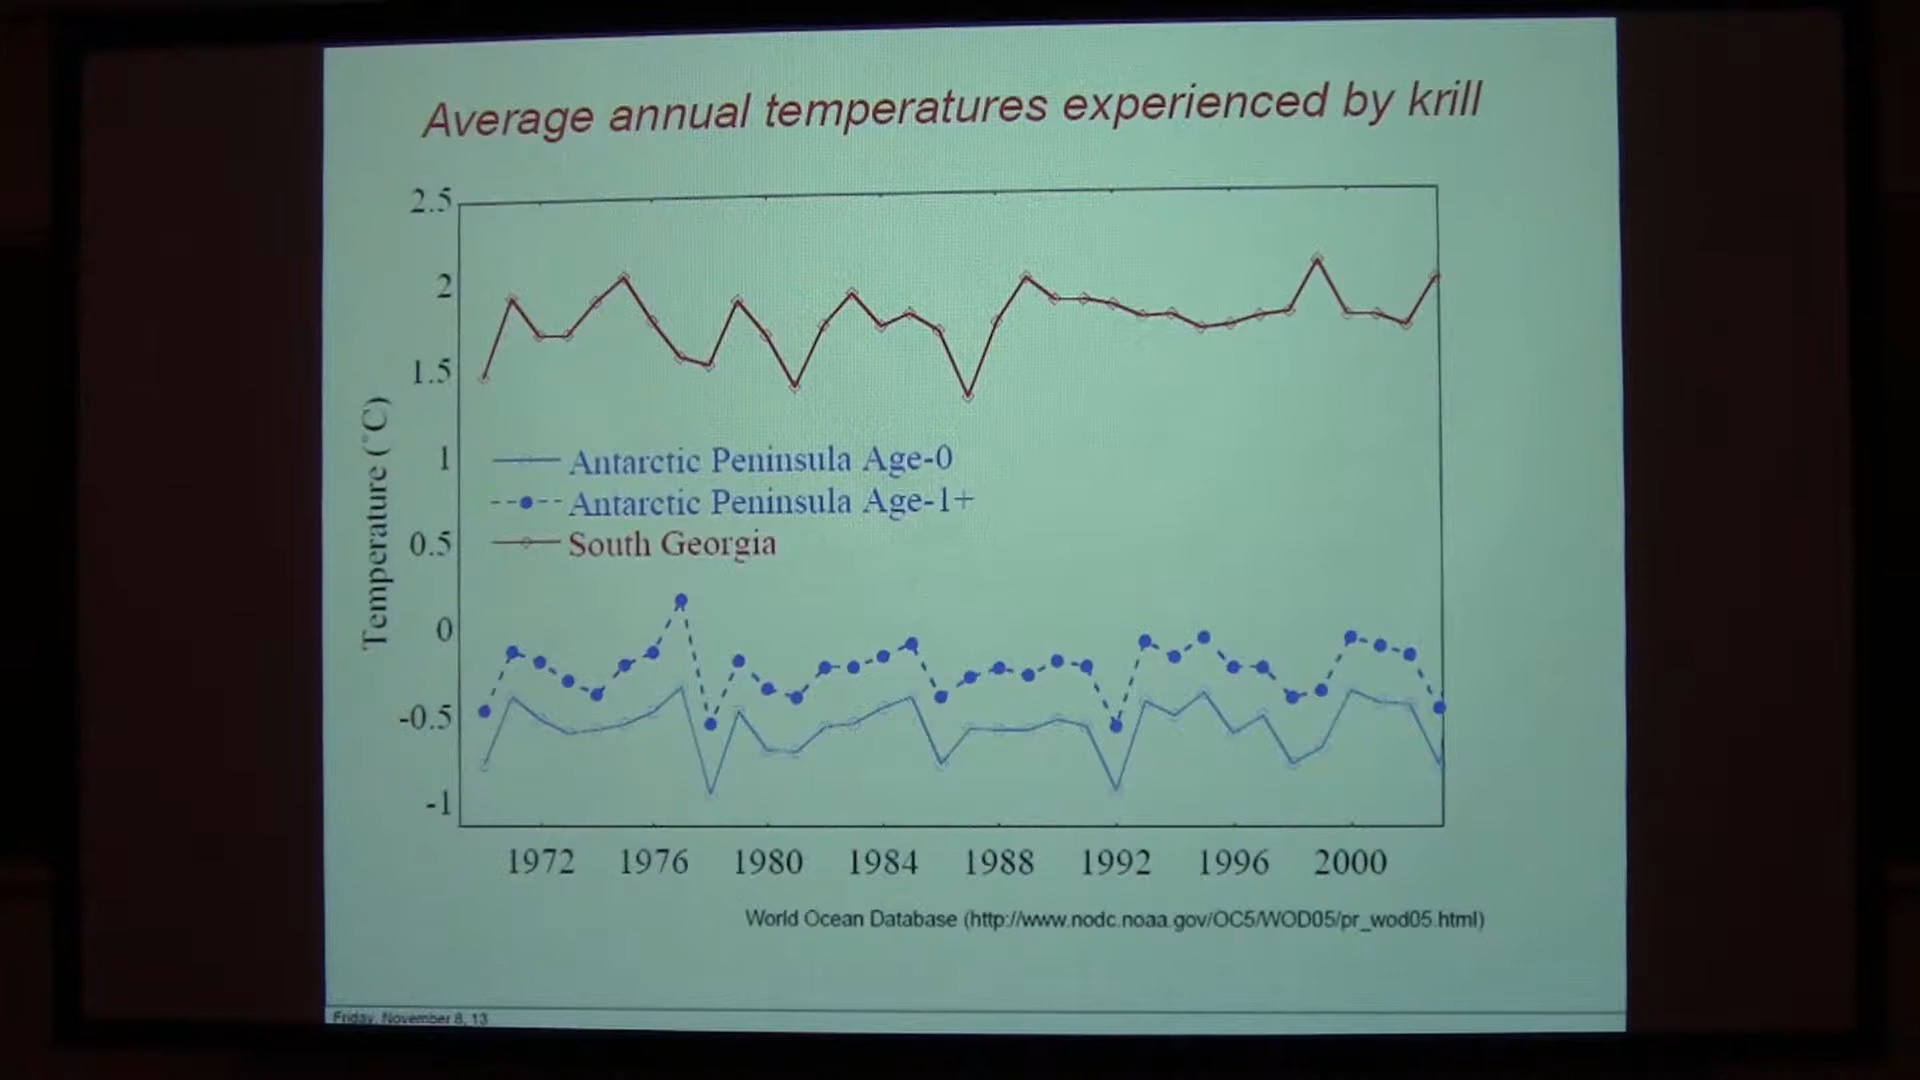 Average annual temperatures experienced by krill
2.5
2
1.5
1
0.5
0
-0.5
-1
Temperature (°C)
Antarctic Peninsula Age-0
Antarctic Peninsula Age-1+
South Georgia
1972 1976 1980 1984 1988 1992 1996 2000
World Ocean Database (http://www.nodc.noaa.gov/OC5/WOD05/pr_wod05.html)
Friday, November 8, 13